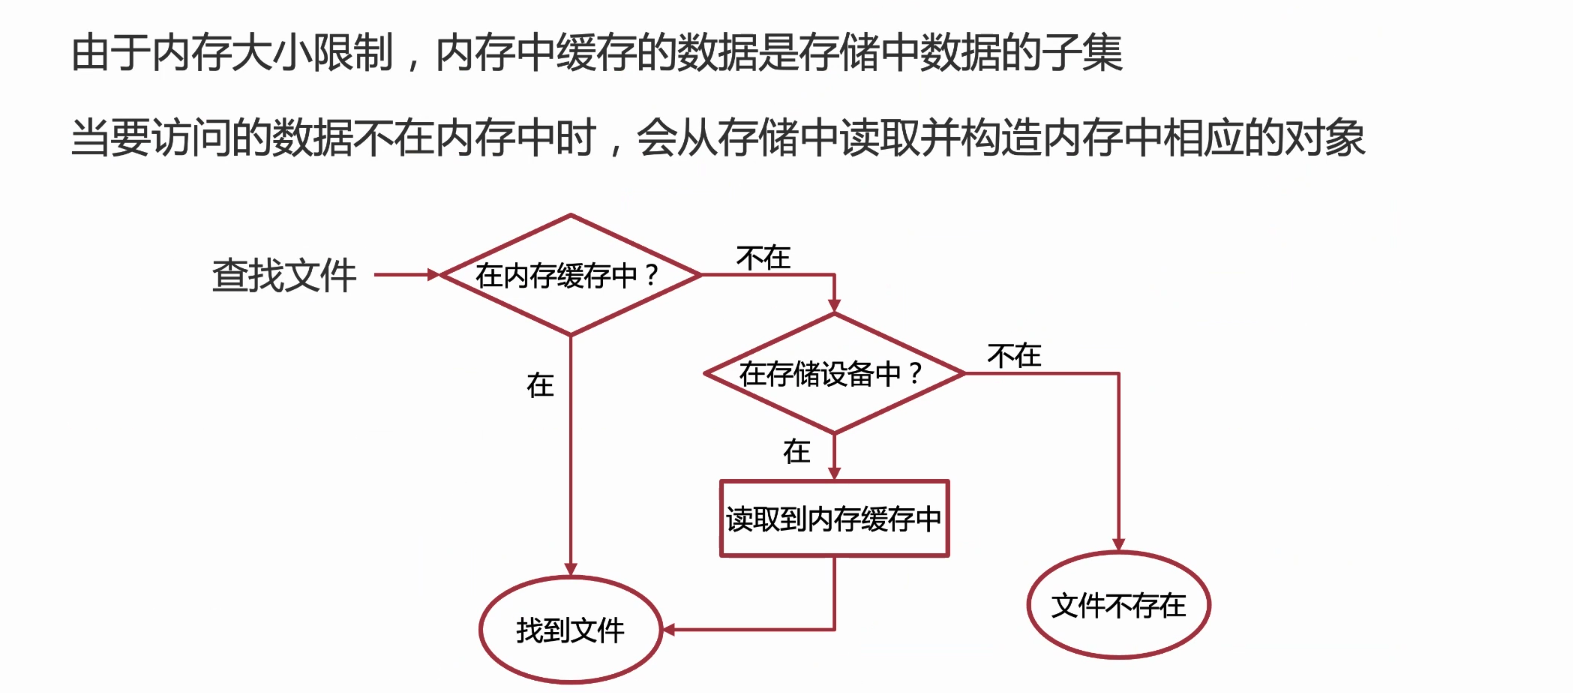 由于内存大小限制，内存中缓存的数据是存储中数据的子集
当要访问的数据不在内存中时，会从存储中读取并构造内存中相应的对象
查找文件
在内存缓存中？
不在
在存储设备中？
不在
在
在
读取到内存缓存中
文件不存在
找到文件